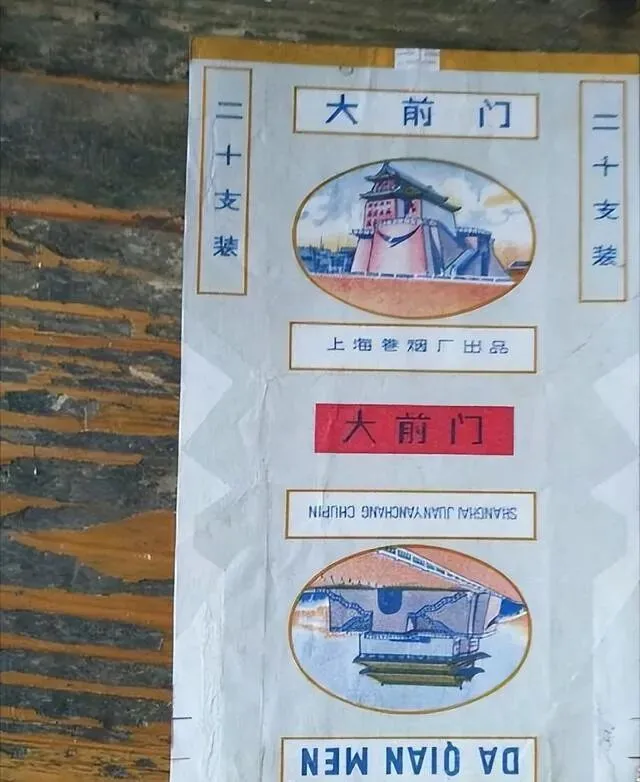 大前门
二十支装
二十支装
上海卷烟厂出品
大前门
SHANGHAI JUANYANCHANG CHUPIN
DA QIAN MEN